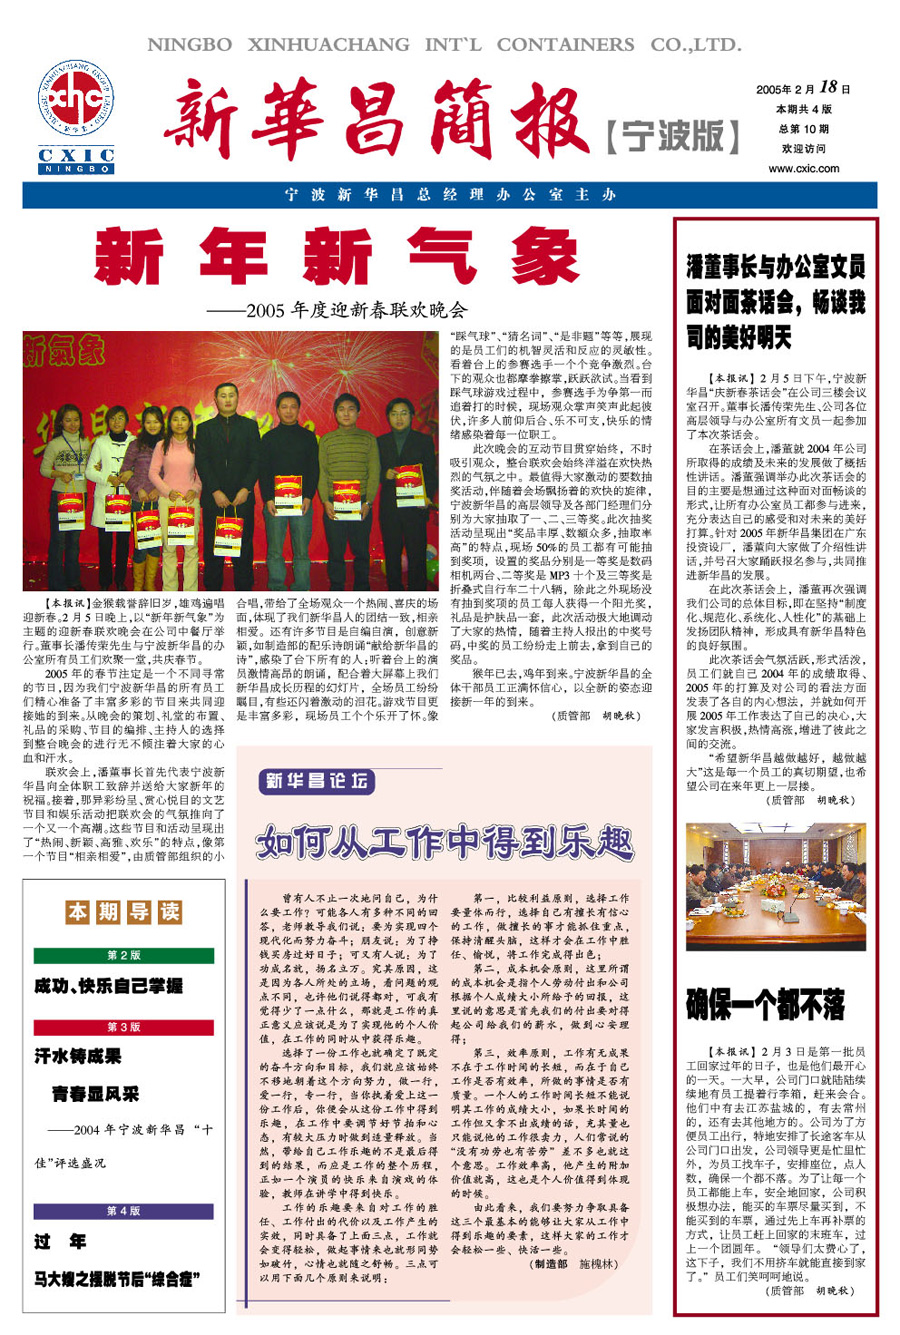 NINGBO XINHUACHANG INT`L CONTAINERS CO.,LTD.
新華昌簡报【宁波版】
CXIC
NINGBO
2005年 2 月 18 日
本期共 4 版
总第 10 期
欢迎访问
www.cxic.com
宁波新华昌总经理办公室主办
新年新气象
——2005 年度迎新春联欢晚会
新氣象
【本报讯】金猴载誉辞旧岁,雄鸡遍唱
迎新春。2 月 5 日晚上,以“新年新气象”为
主题的迎新春联欢晚会在公司中餐厅举
行。董事长潘传荣先生与宁波新华昌的办
公室所有员工们欢聚一堂,共庆春节。
2005 年的春节注定是一个不同寻常
的节日,因为我们宁波新华昌的所有员工
们精心准备了丰富多彩的节目来共同迎
接她的到来。从晚会的策划、礼堂的布置、
礼品的采购、节目的编排、主持人的选择
到整台晚会的进行无不倾注着大家的心
血和汗水。
联欢会上,潘董事长首先代表宁波新
华昌向全体职工致辞并送给大家新年的
祝福。接着,那异彩纷呈、赏心悦目的文艺
节目和娱乐活动把联欢会的气氛推向了
一个又一个高潮。这些节目和活动呈现出
了“热闹、新颖、高雅、欢乐”的特点,像第
一个节目“相亲相爱”,由质管部组织的小
合唱,带给了全场观众一个热闹、喜庆的场
面,体现了我们新华昌人的团结一致,相亲
相爱。还有许多节目是自编自演，创意新
颖,如制造部的配乐诗朗诵“献给新华昌的
诗”,感染了台下所有的人;听着台上的演
员激情高昂的朗诵，配合着大屏幕上我们
新华昌成长历程的幻灯片，全场员工纷纷
瞩目,有些还闪着激动的泪花。游戏节目更
是丰富多彩，现场员工个个乐开了怀。像
“踩气球”、“猜名词”、“是非题”等等,展现
的是员工们的机智灵活和反应的灵敏性。
看着台上的参赛选手一个个竞争激烈。台
下的观众也都摩拳擦掌,跃跃欲试。当看到
踩气球游戏过程中，参赛选手为争第一而
追着打的时候，现场观众掌声笑声此起彼
伏,许多人前仰后合、乐不可支,快乐的情
绪感染着每一位职工。
此次晚会的互动节目贯穿始终，不时
吸引观众，整台联欢会始终洋溢在欢快热
烈的气氛之中。最值得大家激动的要数抽
奖活动,伴随着会场飘扬着的欢快的旋律，
宁波新华昌的高层领导及各部门经理们分
别为大家抽取了一、二、三等奖。此次抽奖
活动呈现出“奖品丰厚、数额众多,抽取率
高”的特点,现场 50%的员工都有可能抽
到奖项，设置的奖品分别是一等奖是数码
相机两台、二等奖是 MP3 十个及三等奖是
折叠式自行车二十八辆，除此之外现场没
有抽到奖项的员工每人获得一个阳光奖，
礼品是护肤品一套，此次活动极大地调动
了大家的热情，随着主持人报出的中奖号
码,中奖的员工纷纷走上前去,拿到自己的
奖品。
猴年已去,鸡年到来。宁波新华昌的全
体干部员工正满怀信心，以全新的姿态迎
接新一年的到来。
(质管部 胡晚秋)
潘董事长与办公室文员
面对面茶话会，畅谈我
司的美好明天
【本报讯】2 月 5 日下午,宁波新
华昌“庆新春茶话会”在公司三楼会议
室召开。董事长潘传荣先生、公司各位
高层领导与办公室所有文员一起参加
了本次茶话会。
在茶话会上,潘董就 2004 年公司
所取得的成绩及未来的发展做了概括
性讲话。潘董强调举办此次茶话会的
目的主要是想通过这种面对面畅谈的
形式,让所有办公室员工都参与进来,
充分表达自己的感受和对未来的美好
打算。针对 2005 年新华昌集团在广东
投资设厂，潘董向大家做了介绍性讲
话,并号召大家踊跃报名参与,共同推
进新华昌的发展。
在此次茶话会上，潘董再次强调
我们公司的总体目标,即在坚持“制度
化、规范化、系统化、人性化”的基础上
发扬团队精神，形成具有新华昌特色
的良好氛围。
此次茶话会气氛活跃,形式活泼,
员工们就自己 2004 年的成绩取得、
2005 年的打算及对公司的看法方面
发表了各自的内心想法，并就如何开
展 2005 年工作表达了自己的决心,大
家发言积极,热情高涨,增进了彼此之
间的交流。
“希望新华昌越做越好，越做越
大”这是每一个员工的真切期望,也希
望公司在来年更上一层搂。
(质管部 胡晚秋)
确保一个都不落
【本报讯】2 月 3 日是第一批员
工回家过年的日子，也是他们最开心
的一天。一大早，公司门口就陆陆续
续地有员工提着行李箱，赶来会合。
他们中有去江苏盐城的，有去常州
的，还有去其他地方的。公司为了方
便员工出行，特地安排了长途客车从
公司门口出发，公司领导更是忙里忙
外，为员工找车子，安排座位，点人
数，确保一个都不落。为了让每一个
员工都能上车，安全地回家，公司积
极想办法，能买的车票尽量买到，不
能买到的车票，通过先上车再补票的
方式，让员工赶上回家的末班车，过
上一个团圆年。 “领导们太费心了，
这下子，我们不用挤车就能直接到家
了。”员工们笑呵呵地说。
(质管部 胡晚秋)
新华昌论坛
如何从工作中得到乐趣
曾有人不止一次地问自己，为什
么要工作？可能各人有多种不同的回
答，老师教导我们说：要为实现四个
现代化而努力奋斗；朋友说：为了挣
钱买房过好日子；可又有人说：为了
功成名就，扬名立万。究其原因，这
是因为各人所处的立场，看问题的观
点不同，也许他们说得都对，可我有
觉得少了一点什么，那就是工作的真
正意义应该说是为了实现他的个人价
值，在工作的同时从中获得乐趣。
选择了一份工作也就确定了既定
的奋斗方向和目标，我们就应该始终
不移地朝着这个方向努力，做一行，
爱一行，专一行，当你执着爱上这一
份工作后，你便会从这份工作中得到
乐趣，在工作中要调节好节拍和心
态，有较大压力时做到适量释放。当
然，带给自己工作乐趣的不是最后得
到的结果，而应是工作的整个历程，
正如一个演员的快乐来自演戏的体
验，教师在讲学中得到快乐。
工作的乐趣要来自对工作的胜
任、工作付出的代价以及工作产生的
实效，同时具备了上面三点，工作就
会变得轻松，做起事情来也就形同势
如破竹，心情也就随之舒畅。三点可
以用下面几个原则来说明：
第一，比较利益原则，选择工作
要量体而行，选择自己有擅长有信心
的工作，做擅长的事才能抓住重点，
保持清醒头脑，这样才会在工作中胜
任、愉悦，将工作完成得出色；
第二，成本机会原则，这里所谓
的成本机会是指个人劳动付出和公司
根据个人成绩大小所给予的回报，这
里说的意思是首先我们的付出要对得
起公司给我们的薪水，做到心安理
得；
第三，效率原则，工作有无成果
不在于工作时间的长短，而在于自己
工作是否有效率，所做的事情是否有
质量。一个人的工作时间长短不能说
明其工作的成绩大小，如果长时间的
工作但又拿不出成绩的话，充其量也
只能说他的工作很卖力，人们常说的
“没有功劳也有苦劳”差不多也就这
个意思。工作效率高，他产生的附加
价值就高，这也是个人价值得到体现
的时候。
由此看来，我们要努力争取具备
这三个最基本的能够让大家从工作中
得到乐趣的要素，这样大家的工作才
会轻松一些、快活一些。
(制造部 施槐林)
本期导读
第 2 版
成功、快乐自己掌握
第 3 版
汗水铸成果
青春显风采
——2004 年宁波新华昌 “十
佳”评选盛况
第 4 版
过 年
马大嫂之摆脱节后“综合症”